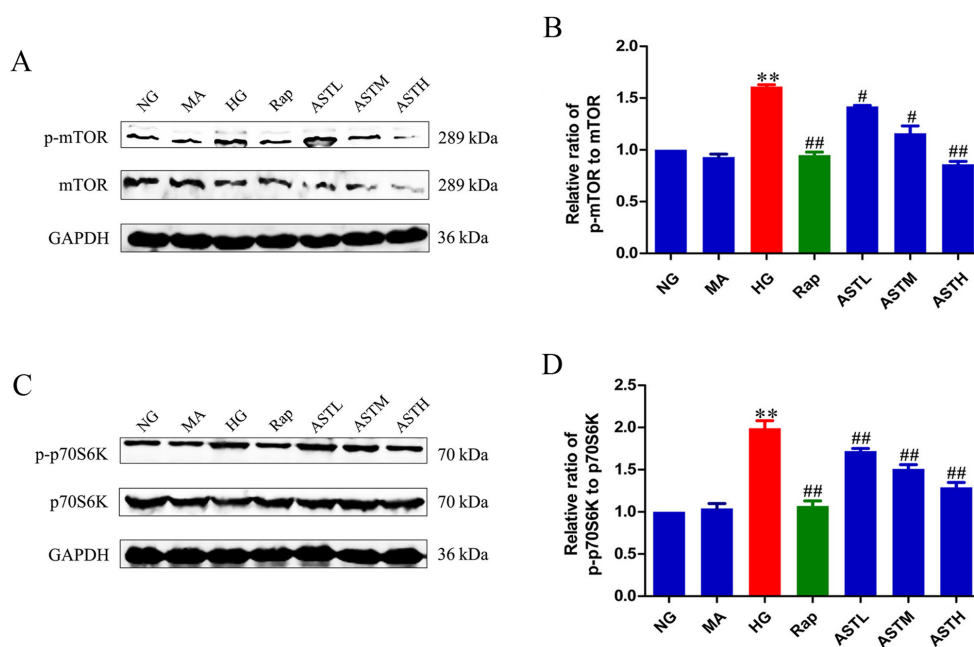 A
NG MA HG Rap ASTL ASTM ASTH
p-mTOR 289 kDa
mTOR 289 kDa
GAPDH 36 kDa
B
Relative ratio of
p-mTOR to mTOR
2.0
1.5
1.0
0.5
0.0
** ## # # ##
NG MA HG Rap ASTL ASTM ASTH
C
NG MA HG Rap ASTL ASTM ASTH
p-p70S6K 70 kDa
p70S6K 70 kDa
GAPDH 36 kDa
D
Relative ratio of
p-p70S6K to p70S6K
2.5
2.0
1.5
1.0
0.5
0.0
** ## ## ## ##
NG MA HG Rap ASTL ASTM ASTH